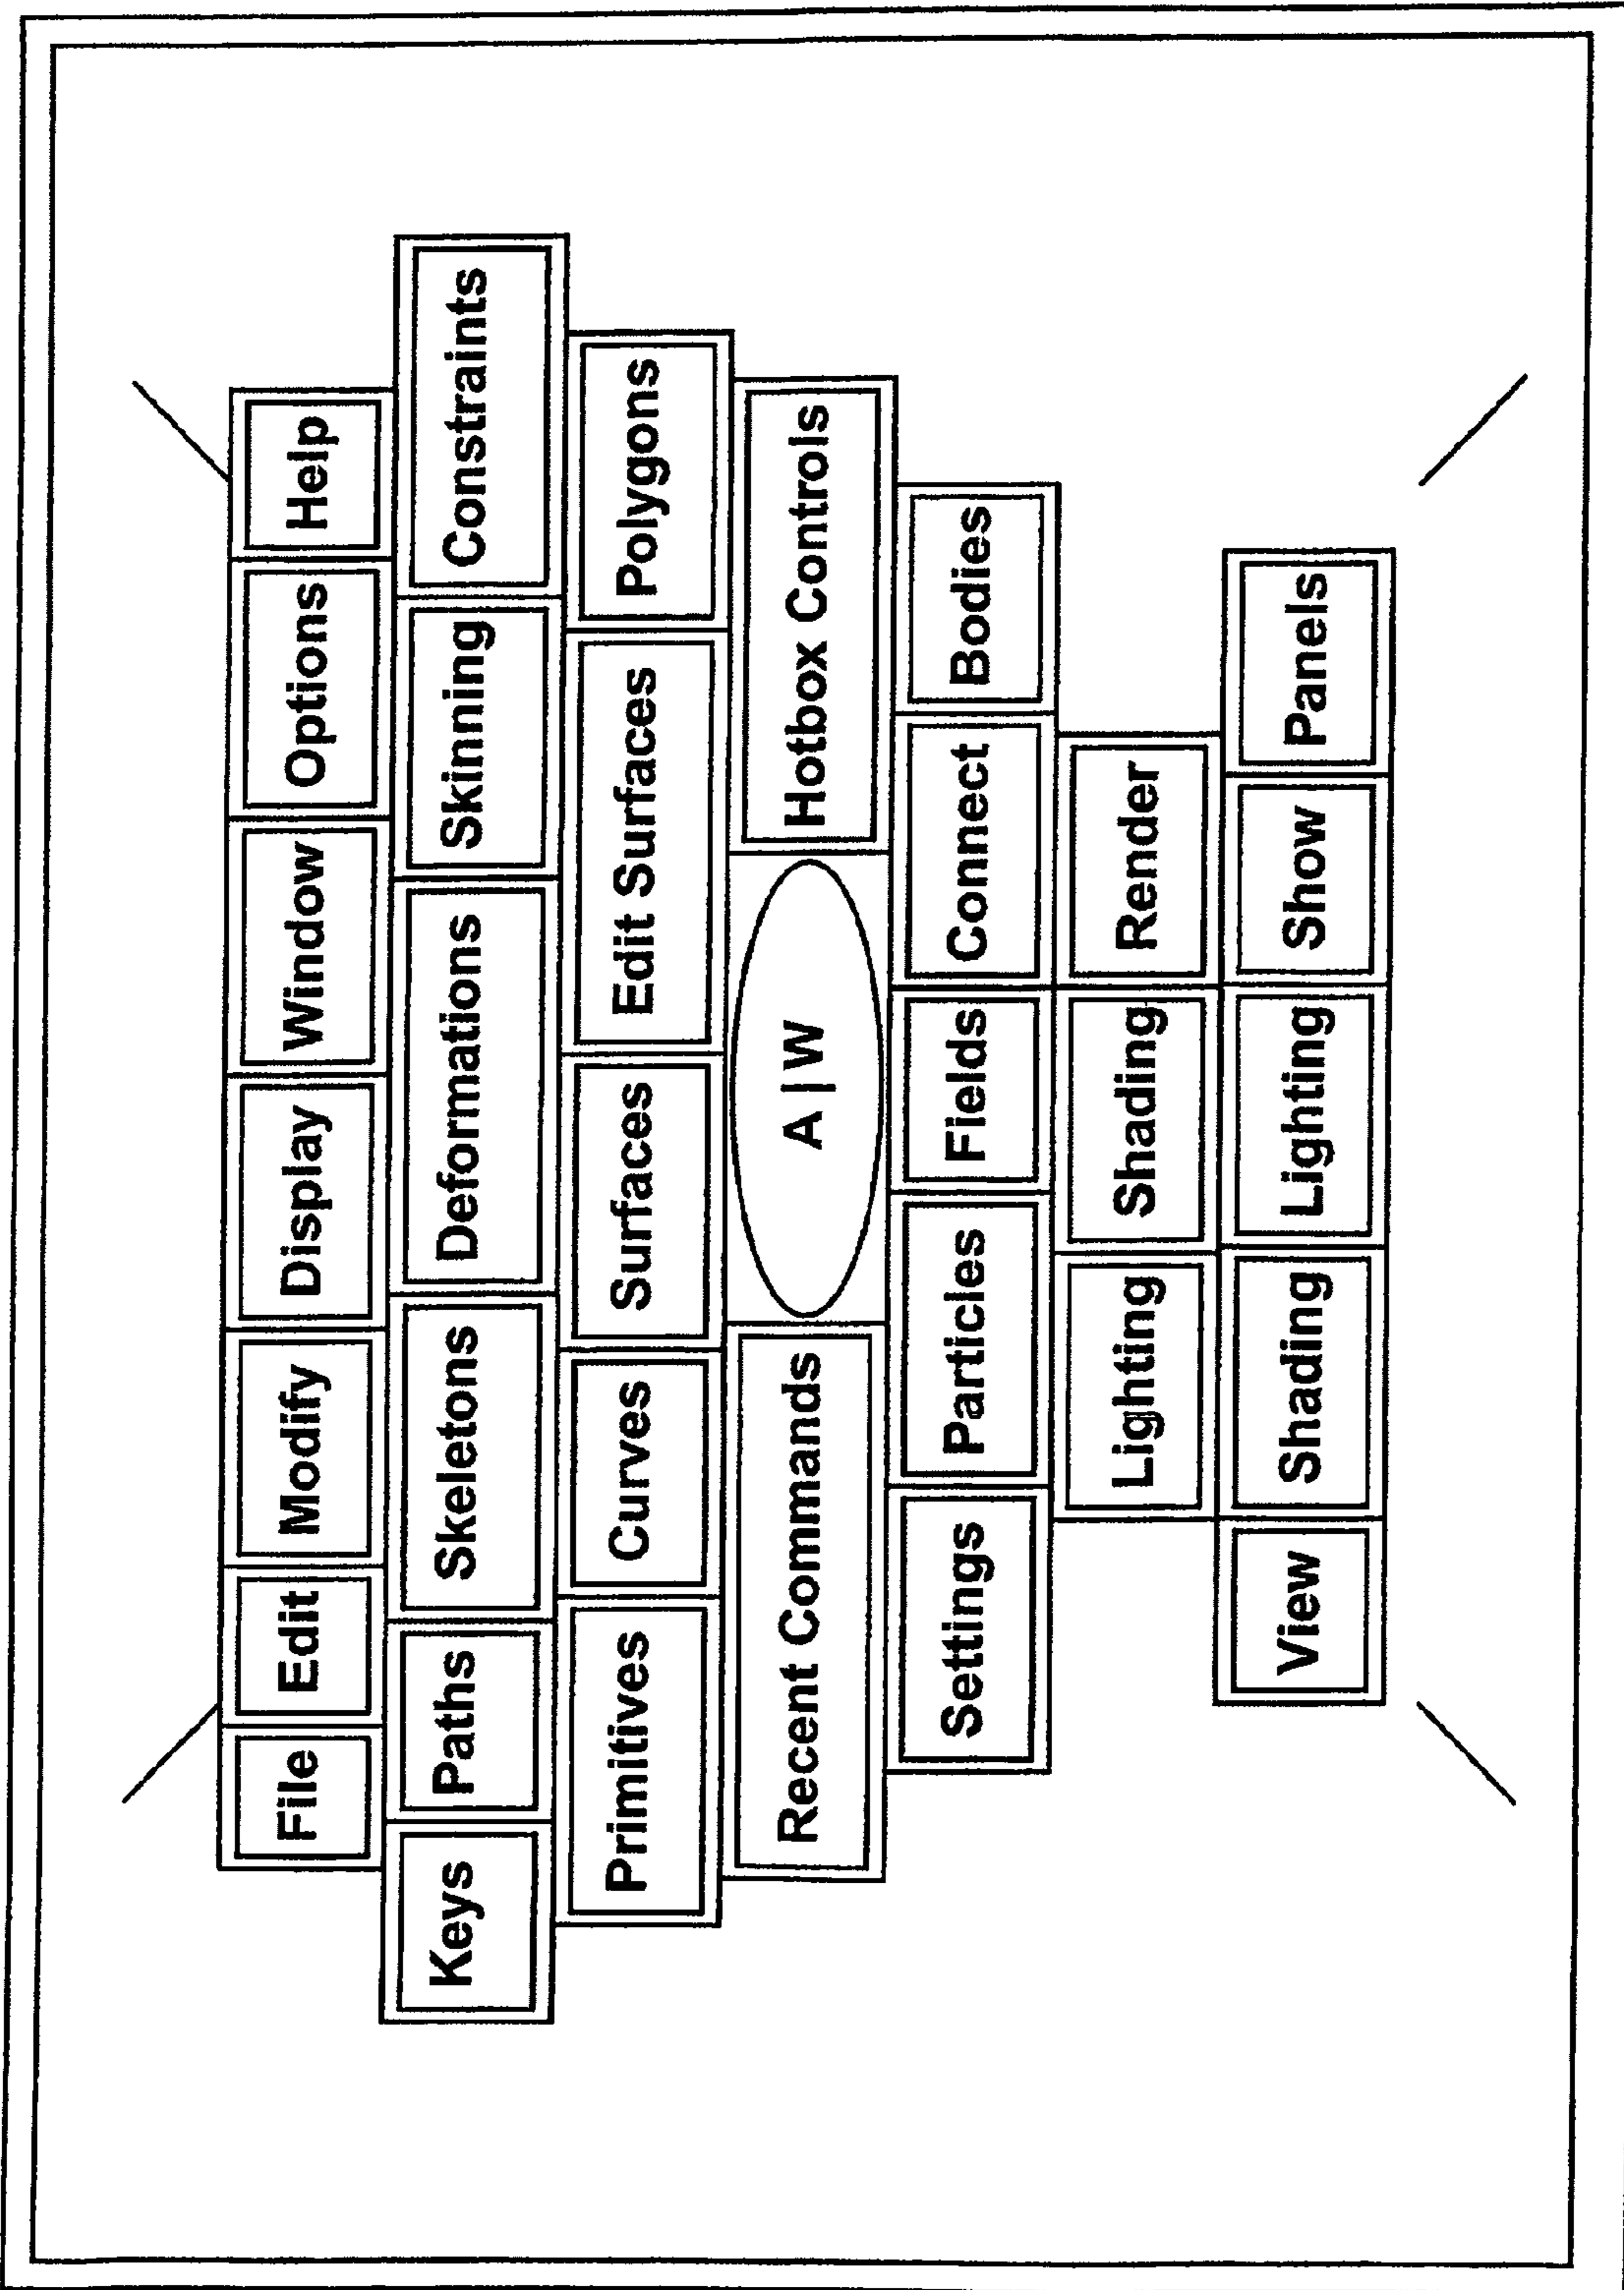 File Edit Modify Display Window Options Help
Keys Paths Skeletons Deformations Skinning Constraints
Primitives Curves Surfaces Edit Surfaces Polygons
Recent Commands A|W Hotbox Controls
Settings Particles Fields Connect Bodies
Lighting Shading Render
View Shading Lighting Show Panels